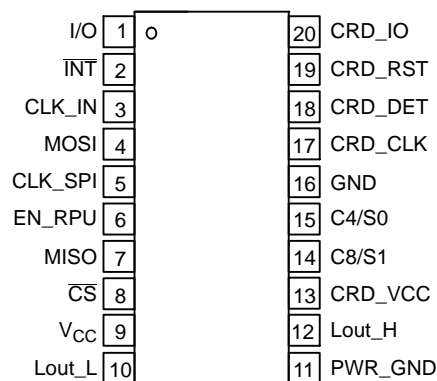 I/O 1 20 CRD_IO
INT 2 19 CRD_RST
CLK_IN 3 18 CRD_DET
MOSI 4 17 CRD_CLK
CLK_SPI 5 16 GND
EN_RPU 6 15 C4/S0
MISO 7 14 C8/S1
CS 8 13 CRD_VCC
VCC 9 12 Lout_H
Lout_L 10 11 PWR_GND